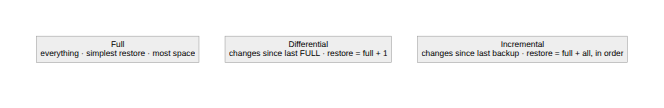 Full
everything · simplest restore · most space
Differential
changes since last FULL · restore = full + 1
Incremental
changes since last backup · restore = full + all, in order